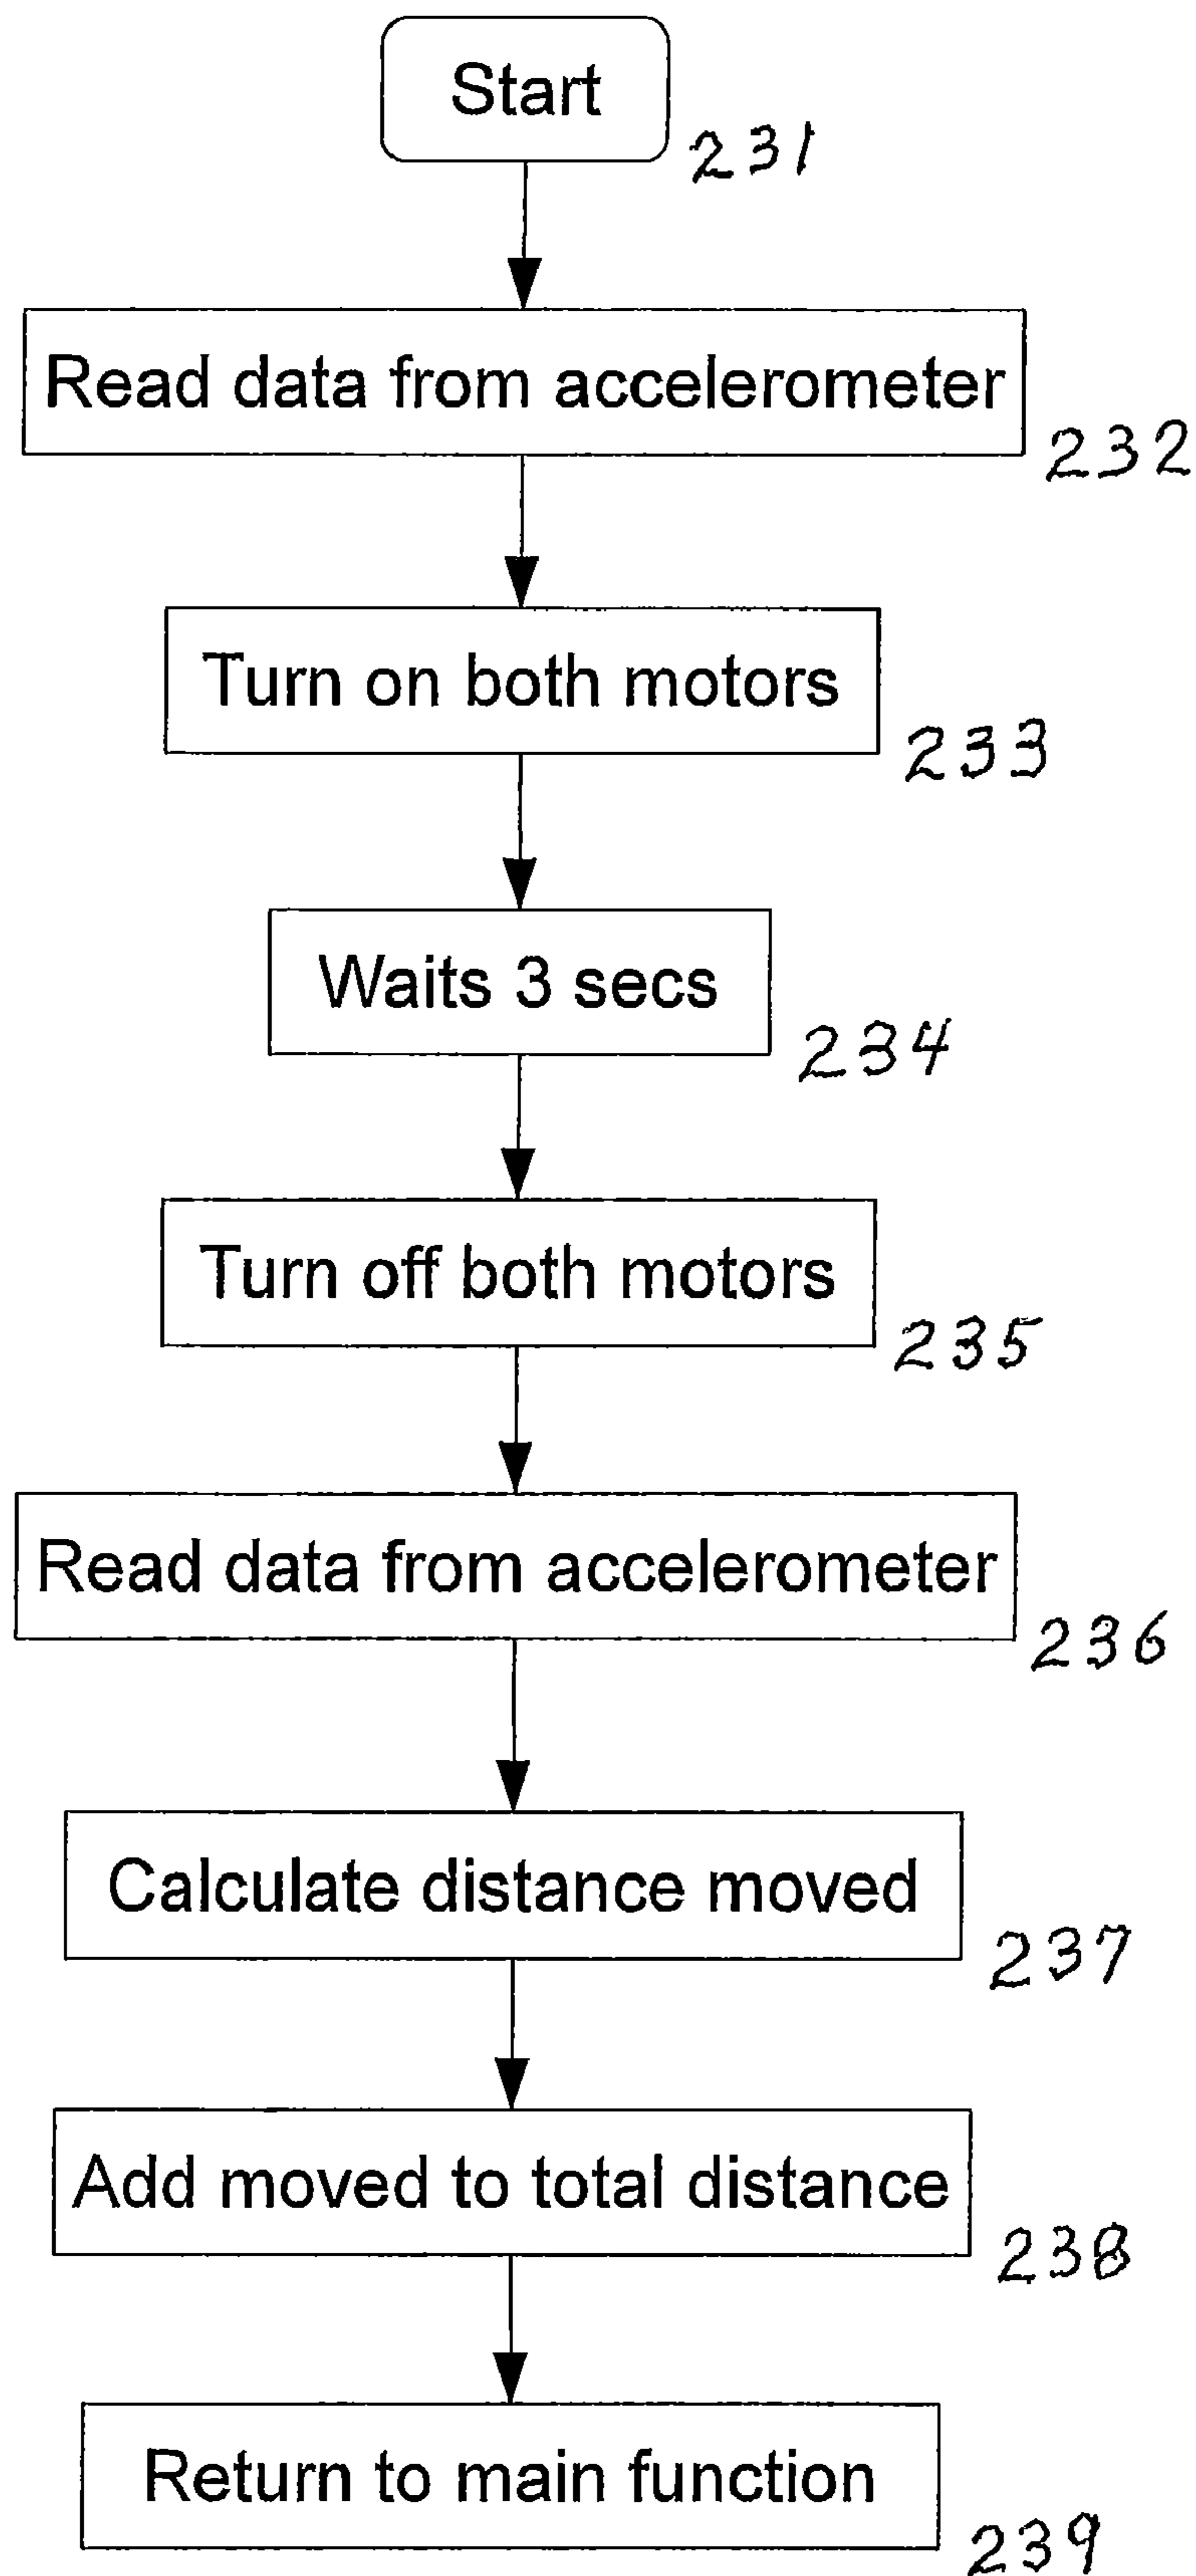 Start
231
Read data from accelerometer
232
Turn on both motors
233
Waits 3 secs
234
Turn off both motors
235
Read data from accelerometer
236
Calculate distance moved
237
Add moved to total distance
238
Return to main function
239